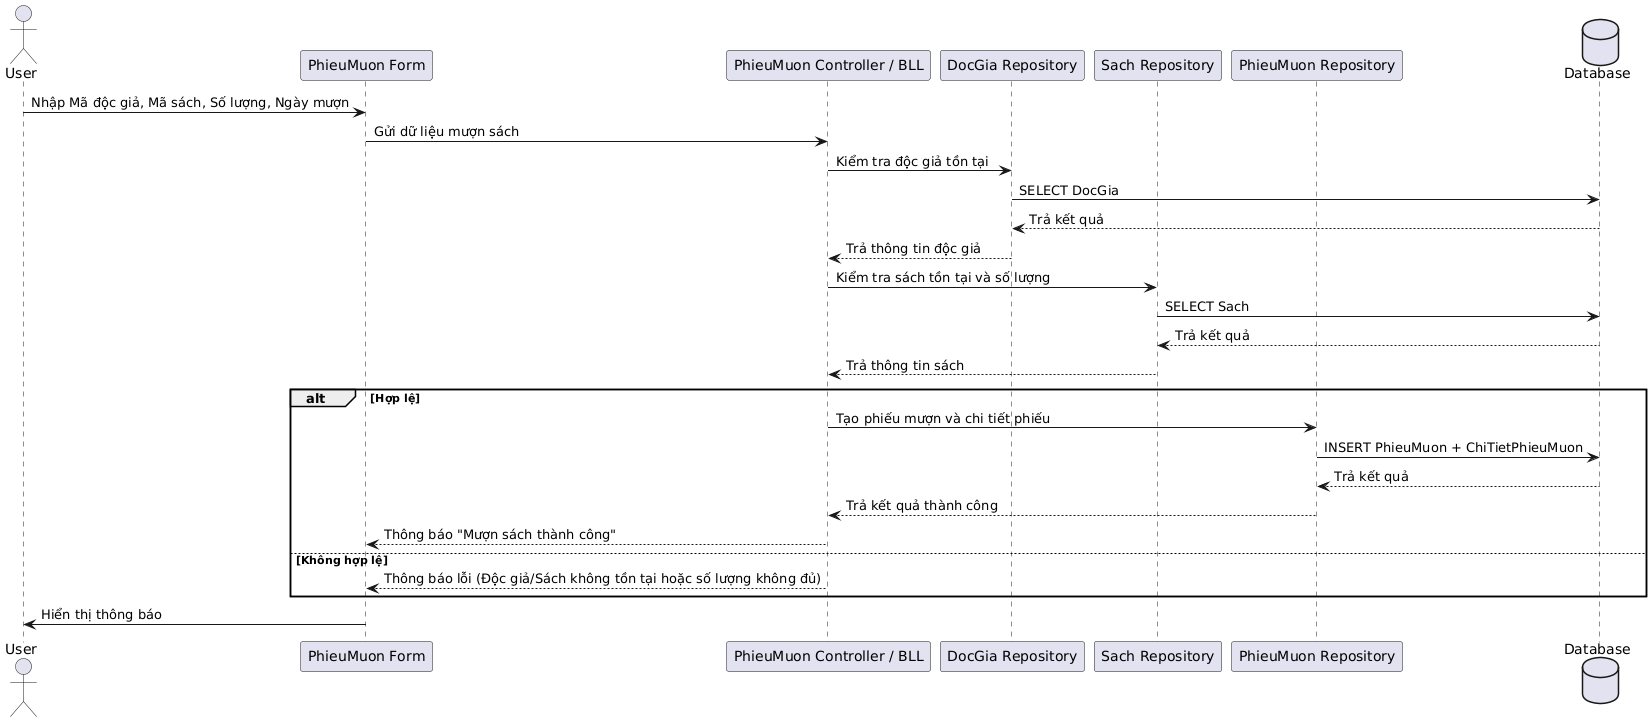 User
PhieuMuon Form
PhieuMuon Controller / BLL
DocGia Repository
Sach Repository
PhieuMuon Repository
Database
Nhập Mã độc giả, Mã sách, Số lượng, Ngày mượn
Gửi dữ liệu mượn sách
Kiểm tra độc giả tồn tại
SELECT DocGia
Trả kết quả
Trả thông tin độc giả
Kiểm tra sách tồn tại và số lượng
SELECT Sach
Trả kết quả
Trả thông tin sách
alt
[Hợp lệ]
Tạo phiếu mượn và chi tiết phiếu
INSERT PhieuMuon + ChiTietPhieuMuon
Trả kết quả
Trả kết quả thành công
Thông báo "Mượn sách thành công"
[Không hợp lệ]
Thông báo lỗi (Độc giả/Sách không tồn tại hoặc số lượng không đủ)
Hiển thị thông báo
User
PhieuMuon Form
PhieuMuon Controller / BLL
DocGia Repository
Sach Repository
PhieuMuon Repository
Database